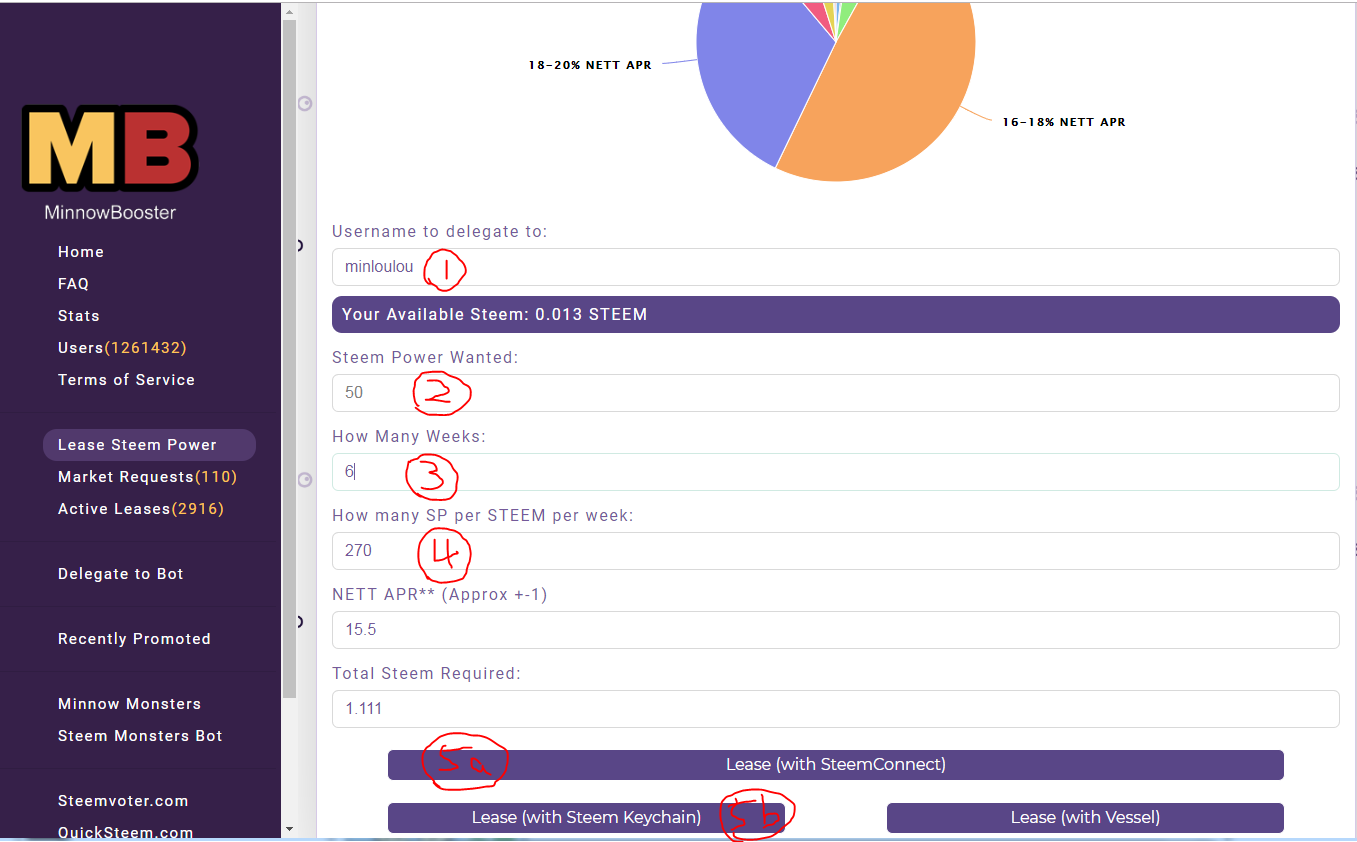 MB
MinnowBooster
Home
FAQ
Stats
Users(1261432)
Terms of Service
Lease Steem Power
Market Requests(110)
Active Leases(2916)
Delegate to Bot
Recently Promoted
Minnow Monsters
Steem Monsters Bot
Steemvoter.com
QuickSteem.com
18-20% NETT APR
16-18% NETT APR
Username to delegate to:
minloulou 1
Your Available Steem: 0.013 STEEM
Steem Power Wanted:
50 2
How Many Weeks:
6 3
How many SP per STEEM per week:
270 4
NETT APR** (Approx +-1)
15.5
Total Steem Required:
1.111
5a Lease (with SteemConnect)
Lease (with Steem Keychain) 5b Lease (with Vessel)